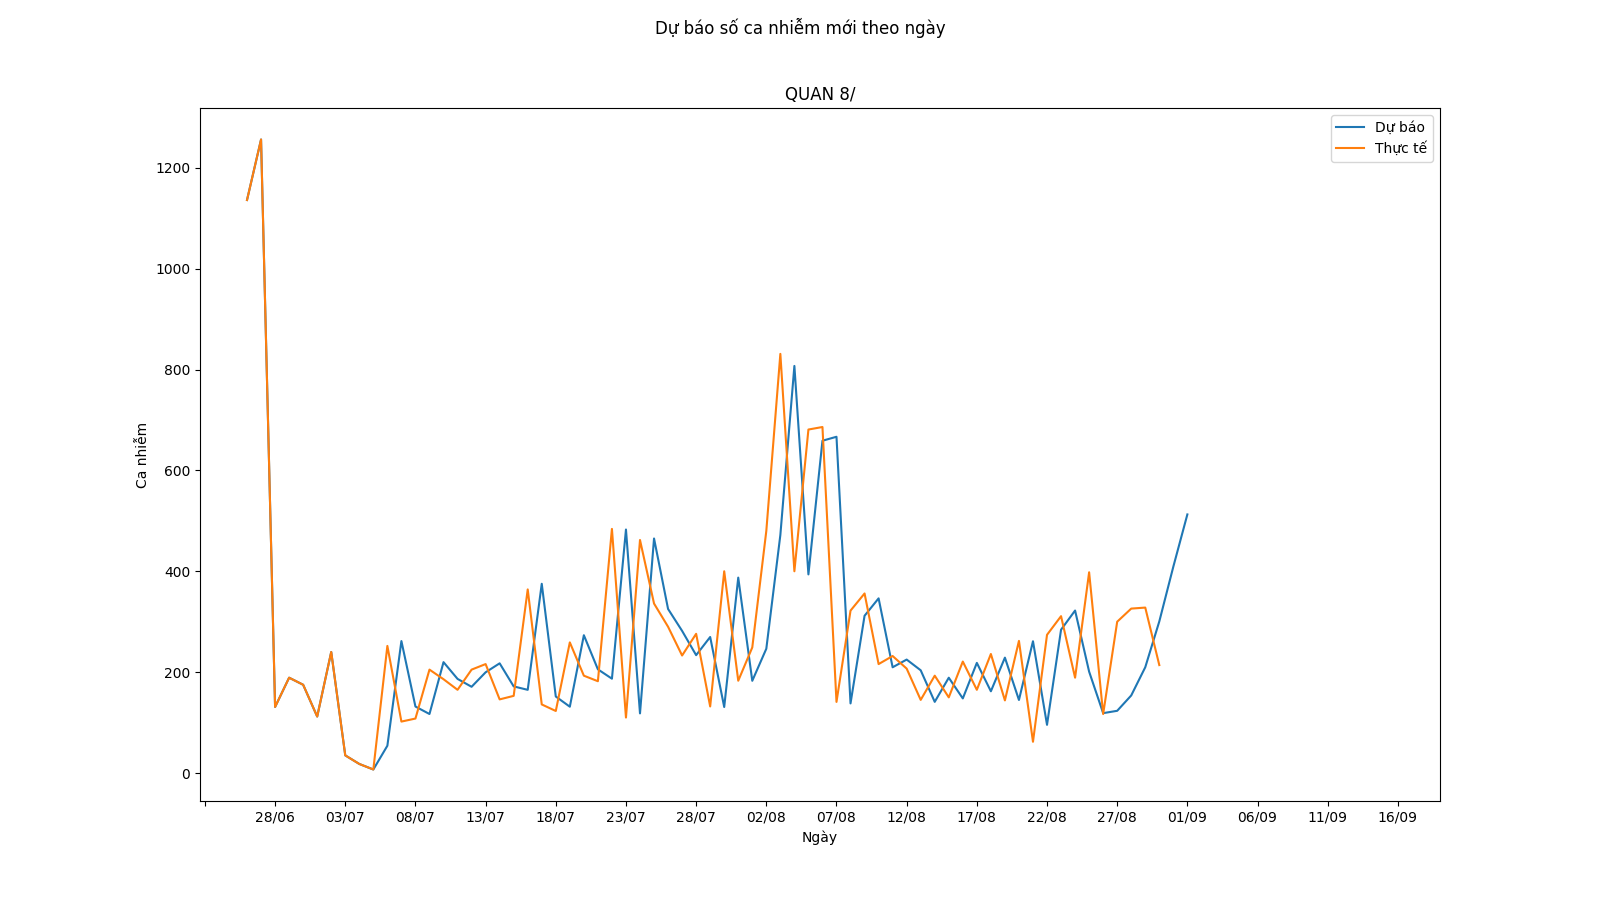 Dự báo số ca nhiễm mới theo ngày
QUAN 8/
Dự báo
Thực tế
1200
1000
800
600
400
200
0
Ca nhiễm
28/06 03/07 08/07 13/07 18/07 23/07 28/07 02/08 07/08 12/08 17/08 22/08 27/08 01/09 06/09 11/09 16/09
Ngày